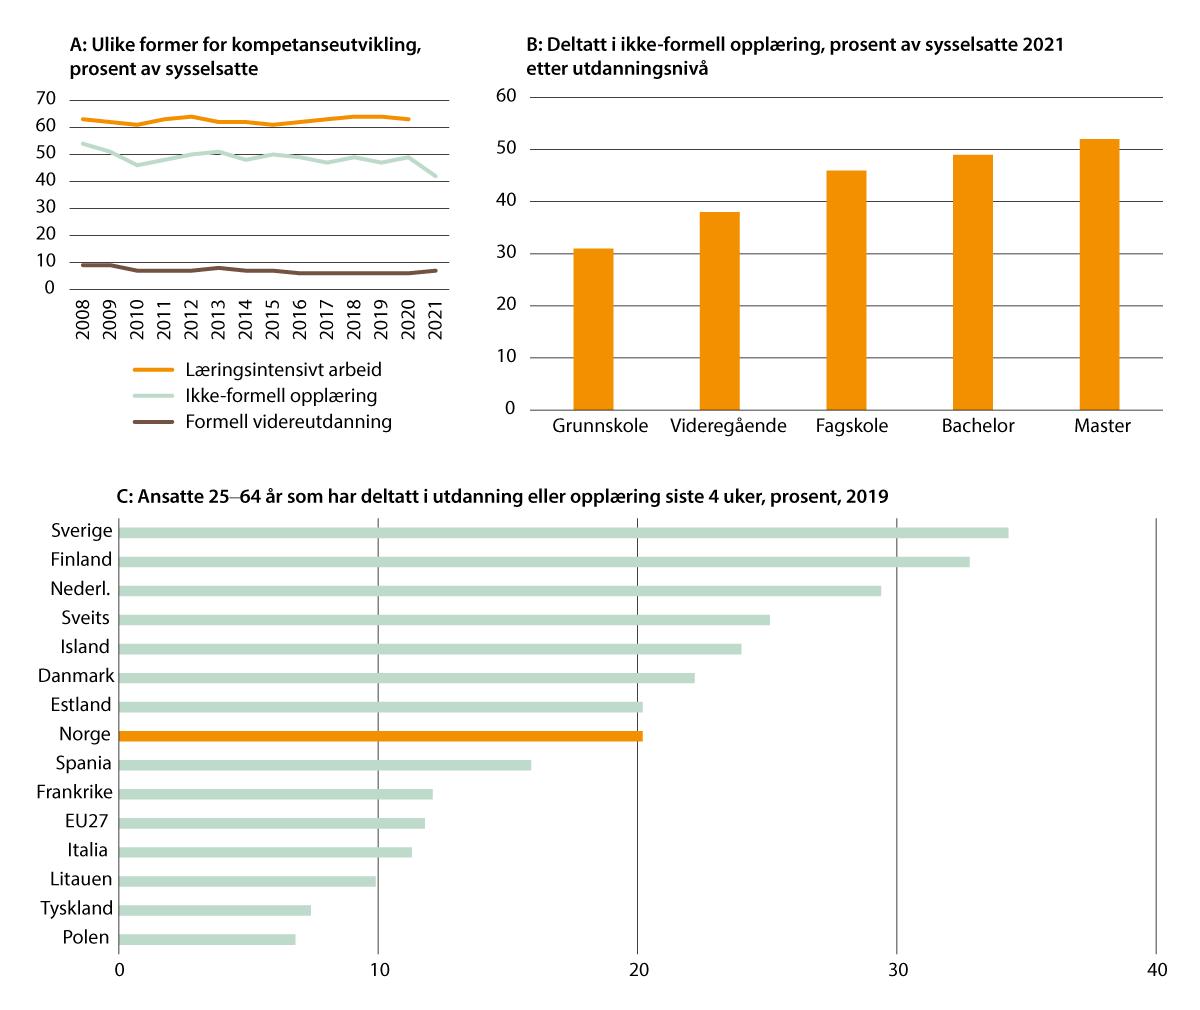 A: Ulike former for kompetanseutvikling,
prosent av sysselsatte
70
60
50
40
30
20
10
0
2008
2009
2010
2011
2012
2013
2014
2015
2016
2017
2018
2019
2020
2021
Læringsintensivt arbeid
Ikke-formell opplæring
Formell videreutdanning
B: Deltatt i ikke-formell opplæring, prosent av sysselsatte 2021
etter utdanningsnivå
60
50
40
30
20
10
0
Grunnskole
Videregående
Fagskole
Bachelor
Master
C: Ansatte 25–64 år som har deltatt i utdanning eller opplæring siste 4 uker, prosent, 2019
Sverige
Finland
Nederl.
Sveits
Island
Danmark
Estland
Norge
Spania
Frankrike
EU27
Italia
Litauen
Tyskland
Polen
0
10
20
30
40